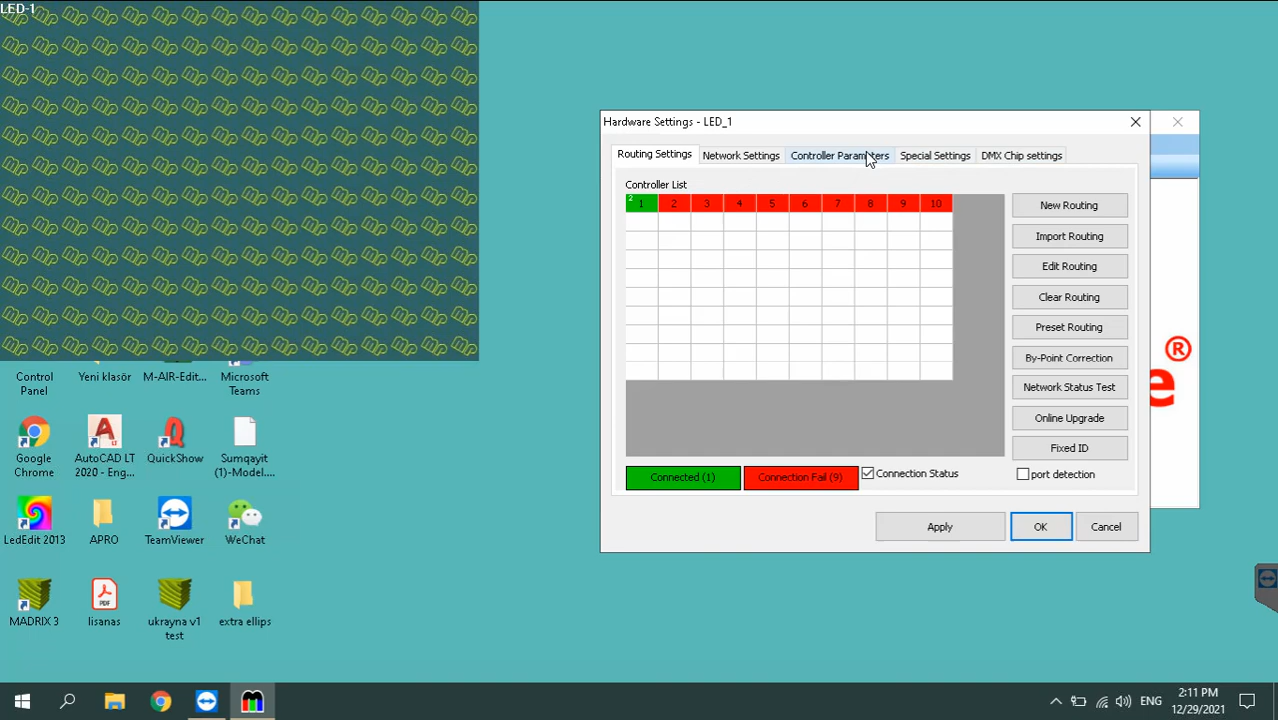 LED-1
Hardware Settings - LED_1
Routing Settings
Network Settings
Controller Parameters
Special Settings
DMX Chip settings
Controller List
2
1 2 3 4 5 6 7 8 9 10
New Routing
Import Routing
Edit Routing
Clear Routing
Preset Routing
By-Point Correction
Network Status Test
Online Upgrade
Fixed ID
Connected (1)
Connection Fail (9)
Connection Status
port detection
Apply
OK
Cancel
e®
Control Panel
Yeni klasör
M-AIR-Edit...
Microsoft Teams
Google Chrome
AutoCAD LT 2020 - Eng...
QuickShow
Sumqayit (1)-Model....
LedEdit 2013
APRO
TeamViewer
WeChat
MADRIX 3
PDF
lisanas
ukrayna v1 test
extra ellips
ENG
2:11 PM
12/29/2021